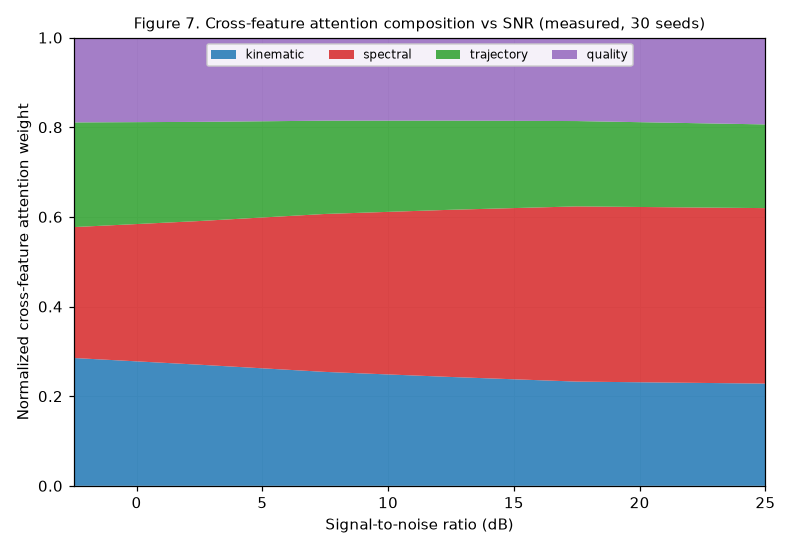 Figure 7. Cross-feature attention composition vs SNR (measured, 30 seeds)
kinematic spectral trajectory quality
Normalized cross-feature attention weight
1.0
0.8
0.6
0.4
0.2
0.0
0 5 10 15 20 25
Signal-to-noise ratio (dB)